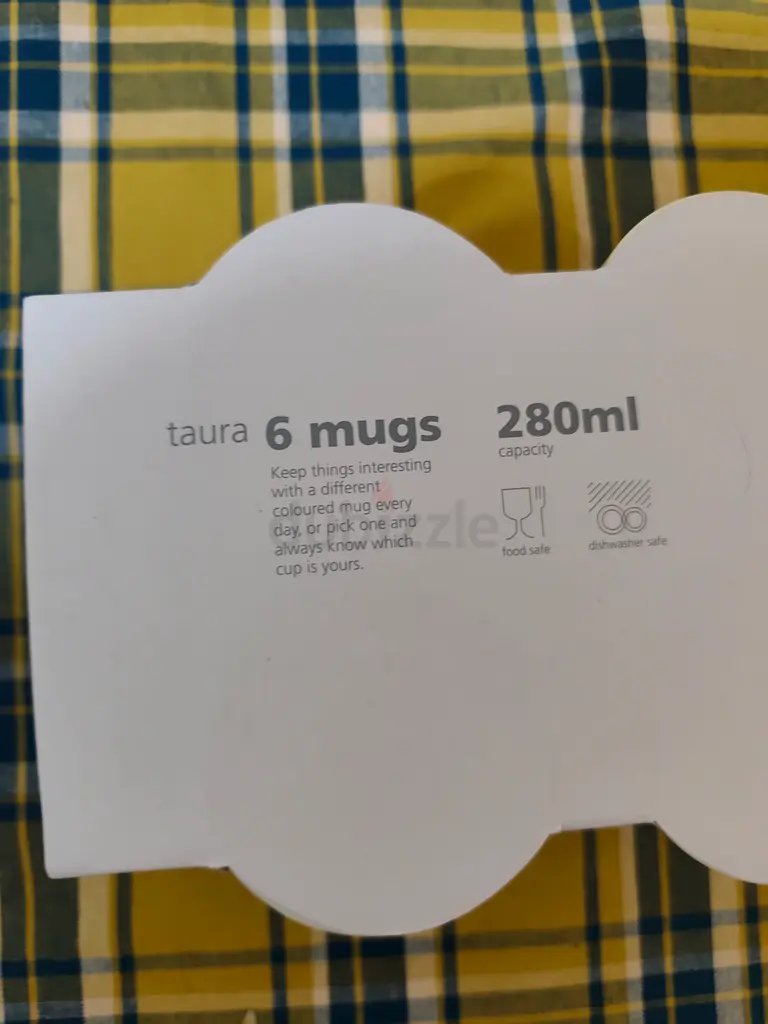 taura 6 mugs
Keep things interesting
with a different
coloured mug every
day, or pick one and
always know which
cup is yours.
280ml
capacity
food safe
dishwasher safe
dubizzle